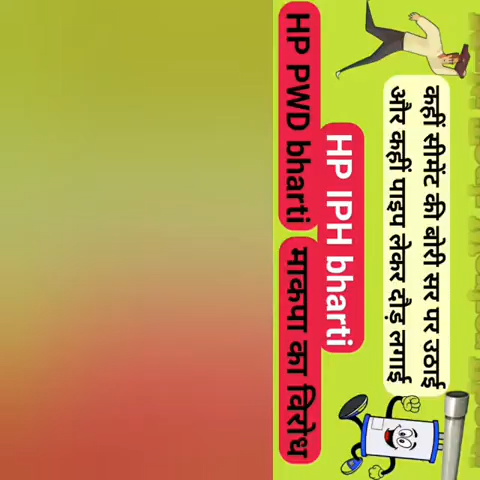 कहीं सीमेंट की बोरी सर पर उठाई
और कहीं पाइप लेकर दौड़ लगाई
HP IPH bharti
HP PWD bharti
माकपा का विरोध